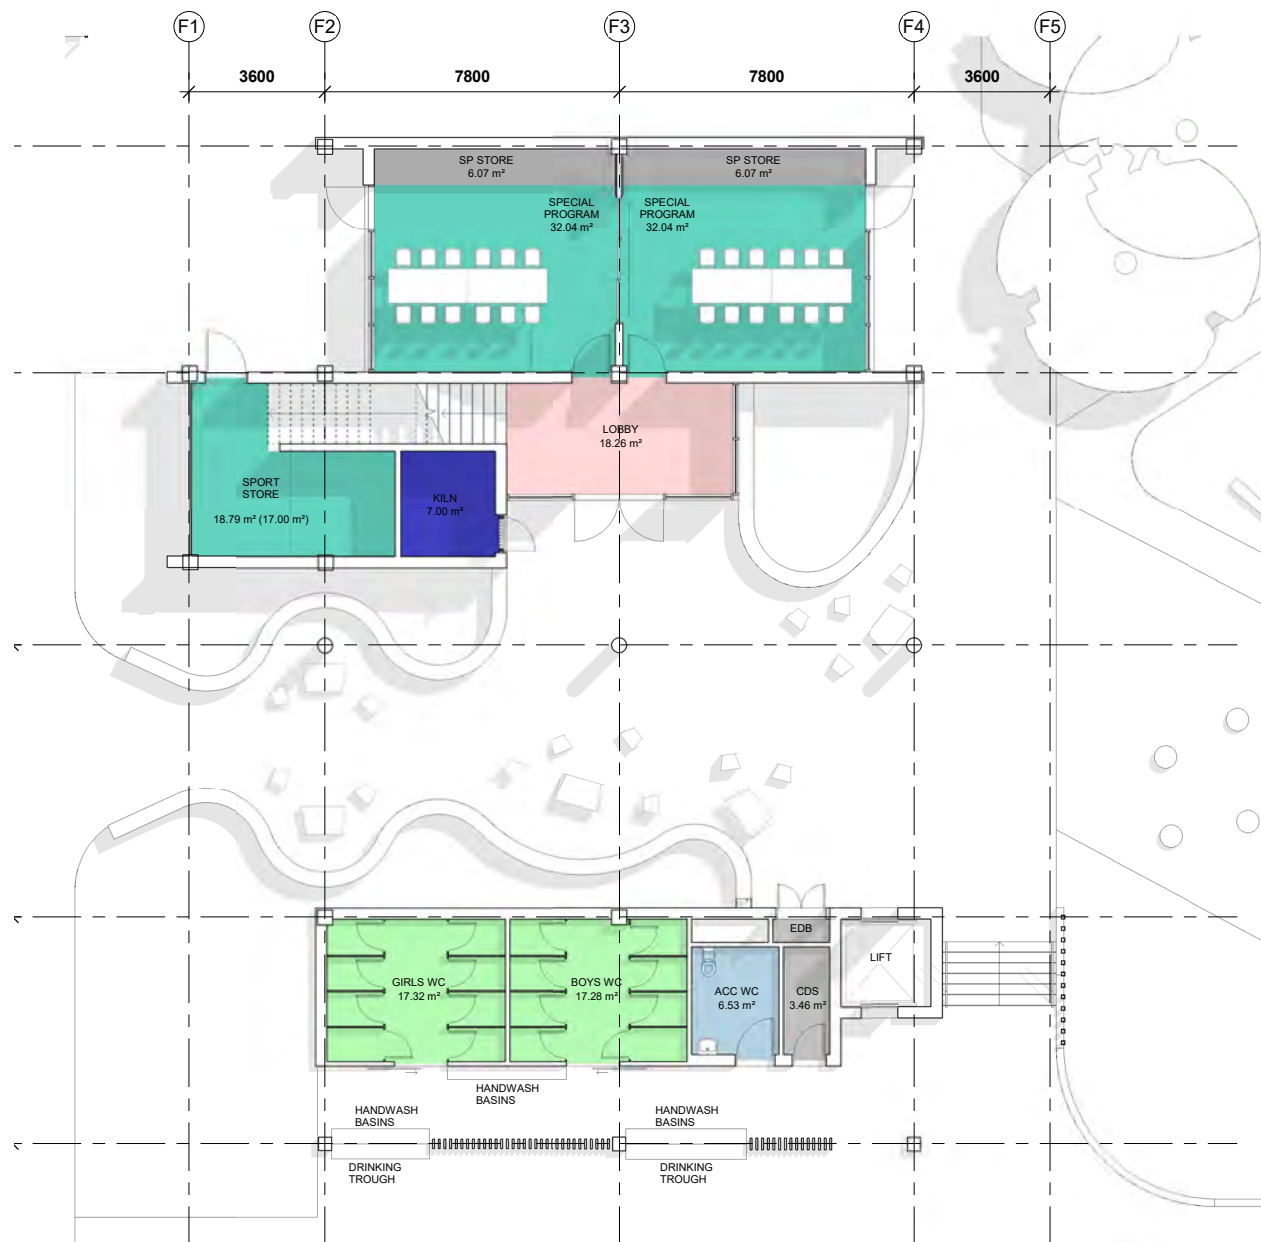 F1 F2 F3 F4 F5
3600 7800 7800 3600
SP STORE
6.07 m²
SP STORE
6.07 m²
SPECIAL
PROGRAM
32.04 m²
SPECIAL
PROGRAM
32.04 m²
LOBBY
18.26 m²
SPORT
STORE
18.79 m² (17.00 m²)
KILN
7.00 m²
EDB
LIFT
GIRLS WC
17.32 m²
BOYS WC
17.28 m²
ACC WC
6.53 m²
CDS
3.46 m²
HANDWASH
BASINS
HANDWASH
BASINS
HANDWASH
BASINS
DRINKING
TROUGH
DRINKING
TROUGH